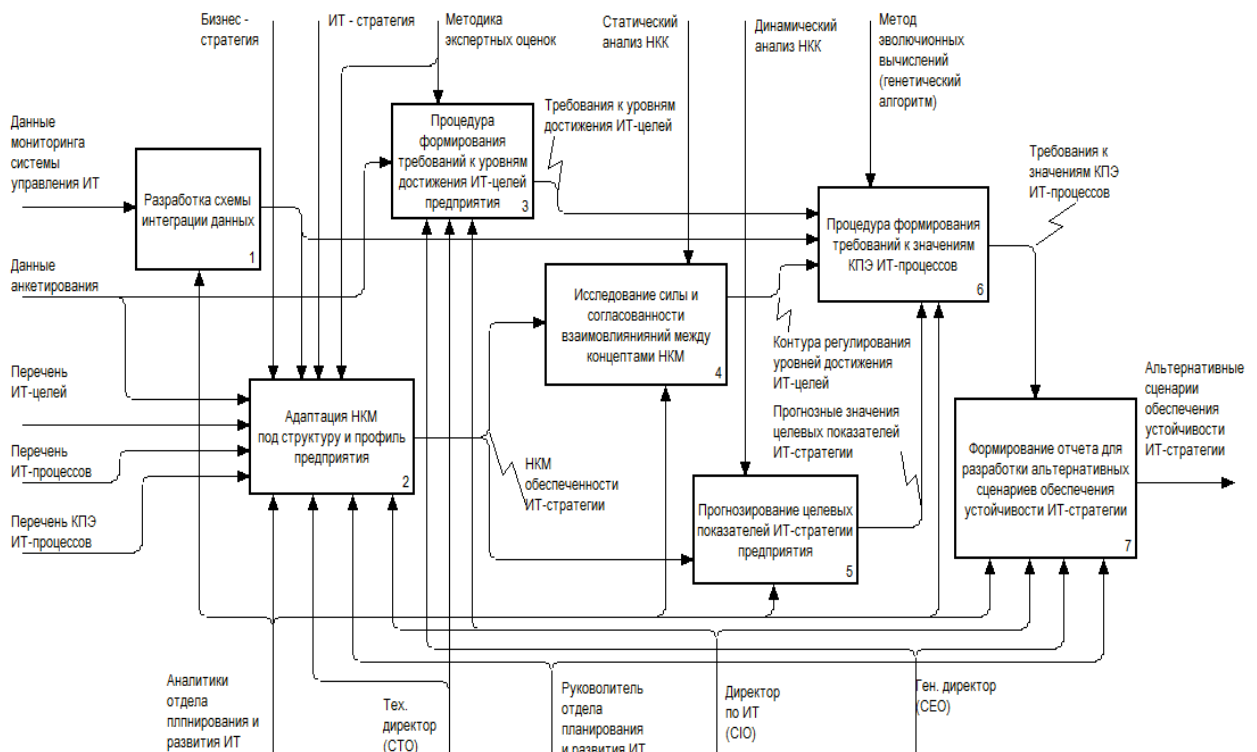 Бизнес -
стратегия
ИТ - стратегия
Методика
экспертных оценок
Статический
анализ НКК
Динамический
анализ НКК
Метод
эволюционных
вычислений
(генетический
алгоритм)
Данные
мониторинга
системы
управления ИТ
Разработка схемы
интеграции данных
1
Процедура
формирования
требований к уровням
достижения ИТ-целей
предприятия
3
Требования к уровням
достижения ИТ-целей
Процедура формирования
требований к значениям
КПЭ ИТ-процессов
6
Требования к
значениям КПЭ
ИТ-процессов
Данные
анкетирования
Исследование силы и
согласованности
взаимовлиянияний между
концептами НКМ
4
Контура регулирования
уровней достижения
ИТ-целей
Перечень
ИТ-целей
Перечень
ИТ-процессов
Перечень КПЭ
ИТ-процессов
Адаптация НКМ
под структуру и профиль
предприятия
2
НКМ
обеспеченности
ИТ-стратегии
Прогнозные значения
целевых показателей
ИТ-стратегии
Прогнозирование целевых
показателей ИТ-стратегии
предприятия
5
Формирование отчета для
разработки альтернативных
сценариев обеспечения
устойчивости ИТ-стратегии
7
Альтернативные
сценарии
обеспечения
устойчивости
ИТ-стратегии
Аналитики
отдела
плпнирования и
развития ИТ
Тех.
директор
(CTO)
Руковолитель
отдела
планирования
и развития ИТ
Директор
по ИТ
(CIO)
Ген. директор
(CEO)